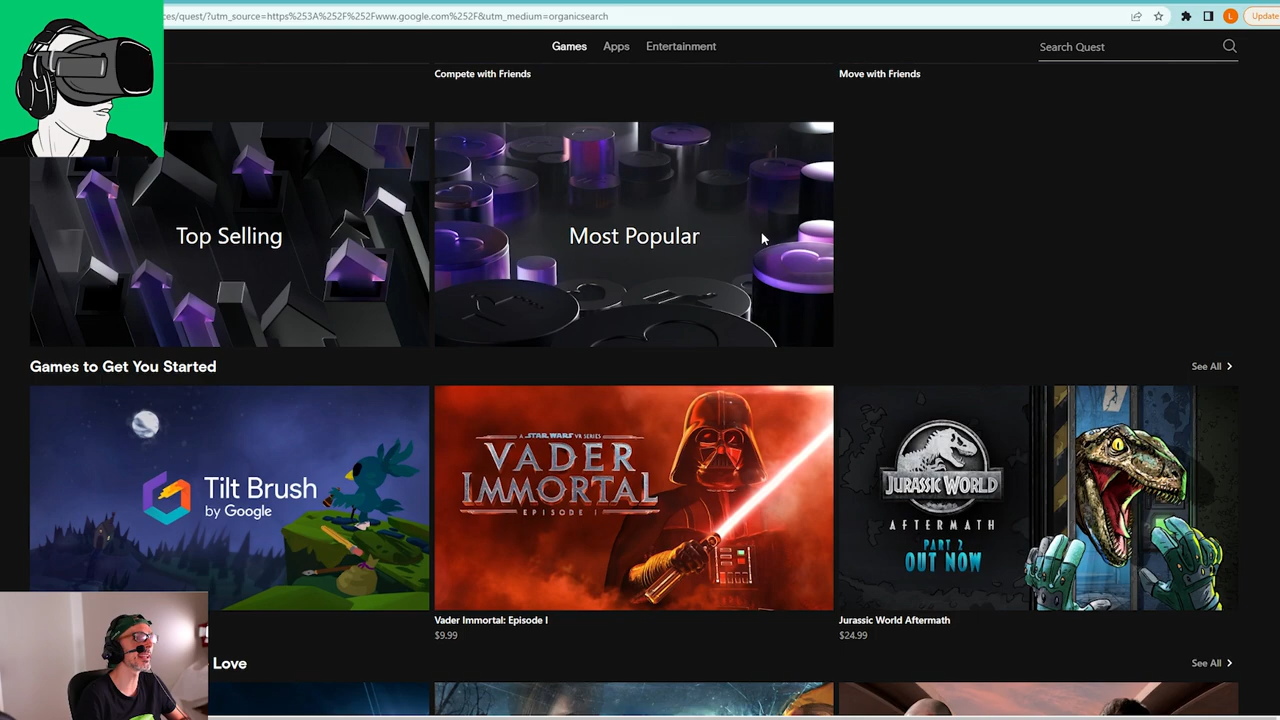 ces/quest/?utm_source=https%253A%252F%252Fwww.google.com%252F&utm_medium=organicsearch
L
Update
Games Apps Entertainment
Search Quest
Compete with Friends
Move with Friends
Top Selling
Most Popular
Games to Get You Started
See All
Tilt Brush
by Google
A STAR WARS VR SERIES
VADER
IMMORTAL
EPISODE I
JURASSIC WORLD
AFTERMATH
PART 2
OUT NOW
Vader Immortal: Episode I
$9.99
Jurassic World Aftermath
$24.99
Love
See All